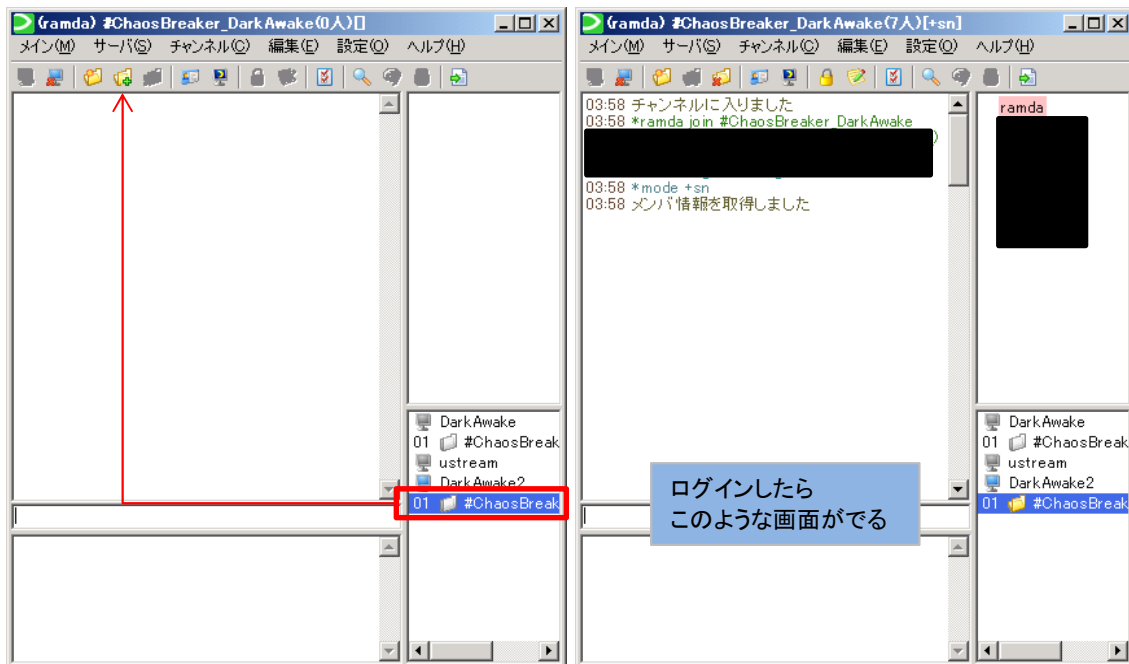 (ramda) #ChaosBreaker_DarkAwake(0人)[]
メイン(M) サーバ(S) チャンネル(C) 編集(E) 設定(O) ヘルプ(H)
DarkAwake
01 #ChaosBreak
ustream
DarkAwake2
01 #ChaosBreak
(ramda) #ChaosBreaker_DarkAwake(7人)[+sn]
メイン(M) サーバ(S) チャンネル(C) 編集(E) 設定(O) ヘルプ(H)
03:58 チャンネルに入りました
03:58 *ramda join #ChaosBreaker_DarkAwake
03:58 *mode +sn
03:58 メンバ情報を取得しました
ramda
DarkAwake
01 #ChaosBreak
ustream
DarkAwake2
01 #ChaosBreak
ログインしたら
このような画面がでる